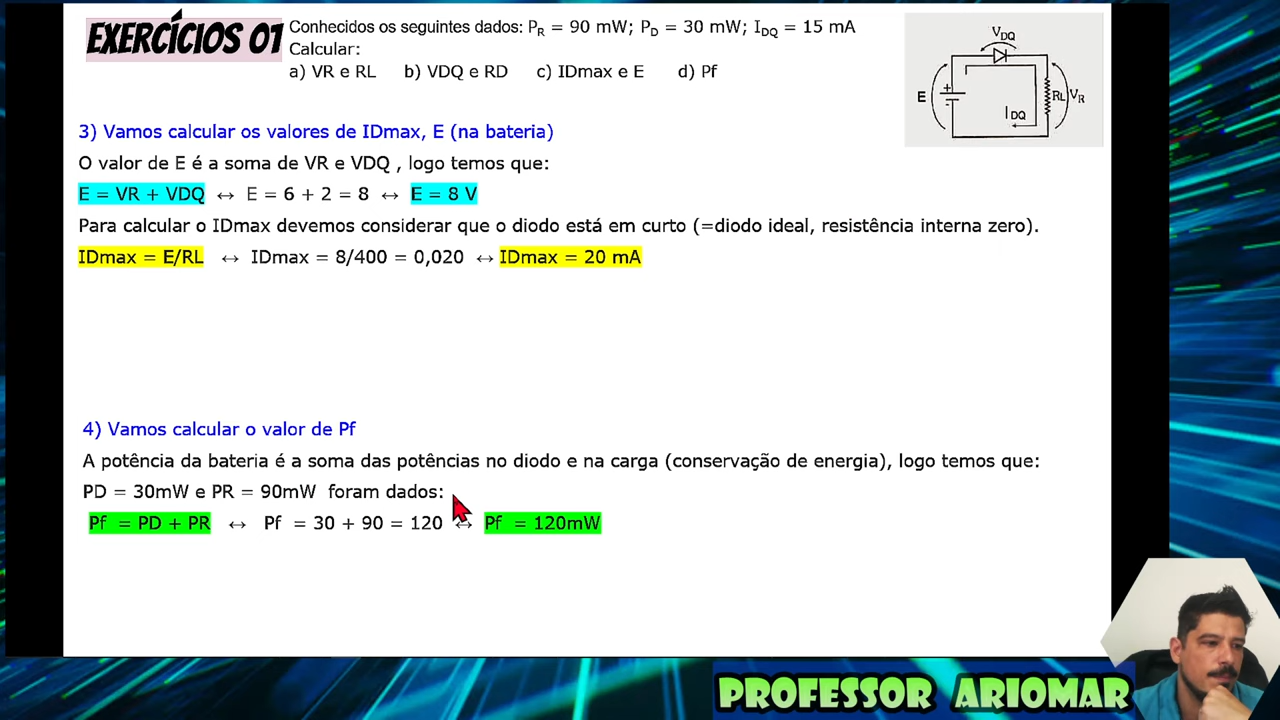 EXERCÍCIOS 01
Conhecidos os seguintes dados: PR = 90 mW; PD = 30 mW; IDQ = 15 mA
Calcular:
a) VR e RL b) VDQ e RD c) IDmax e E d) Pf
VDQ
E
+
-
RL
VR
IDQ
3) Vamos calcular os valores de IDmax, E (na bateria)
O valor de E é a soma de VR e VDQ , logo temos que:
E = VR + VDQ ↔ E = 6 + 2 = 8 ↔ E = 8 V
Para calcular o IDmax devemos considerar que o diodo está em curto (=diodo ideal, resistência interna zero).
IDmax = E/RL ↔ IDmax = 8/400 = 0,020 ↔ IDmax = 20 mA
4) Vamos calcular o valor de Pf
A potência da bateria é a soma das potências no diodo e na carga (conservação de energia), logo temos que:
PD = 30mW e PR = 90mW foram dados:
Pf = PD + PR ↔ Pf = 30 + 90 = 120 ↔ Pf = 120mW
PROFESSOR ARIOMAR